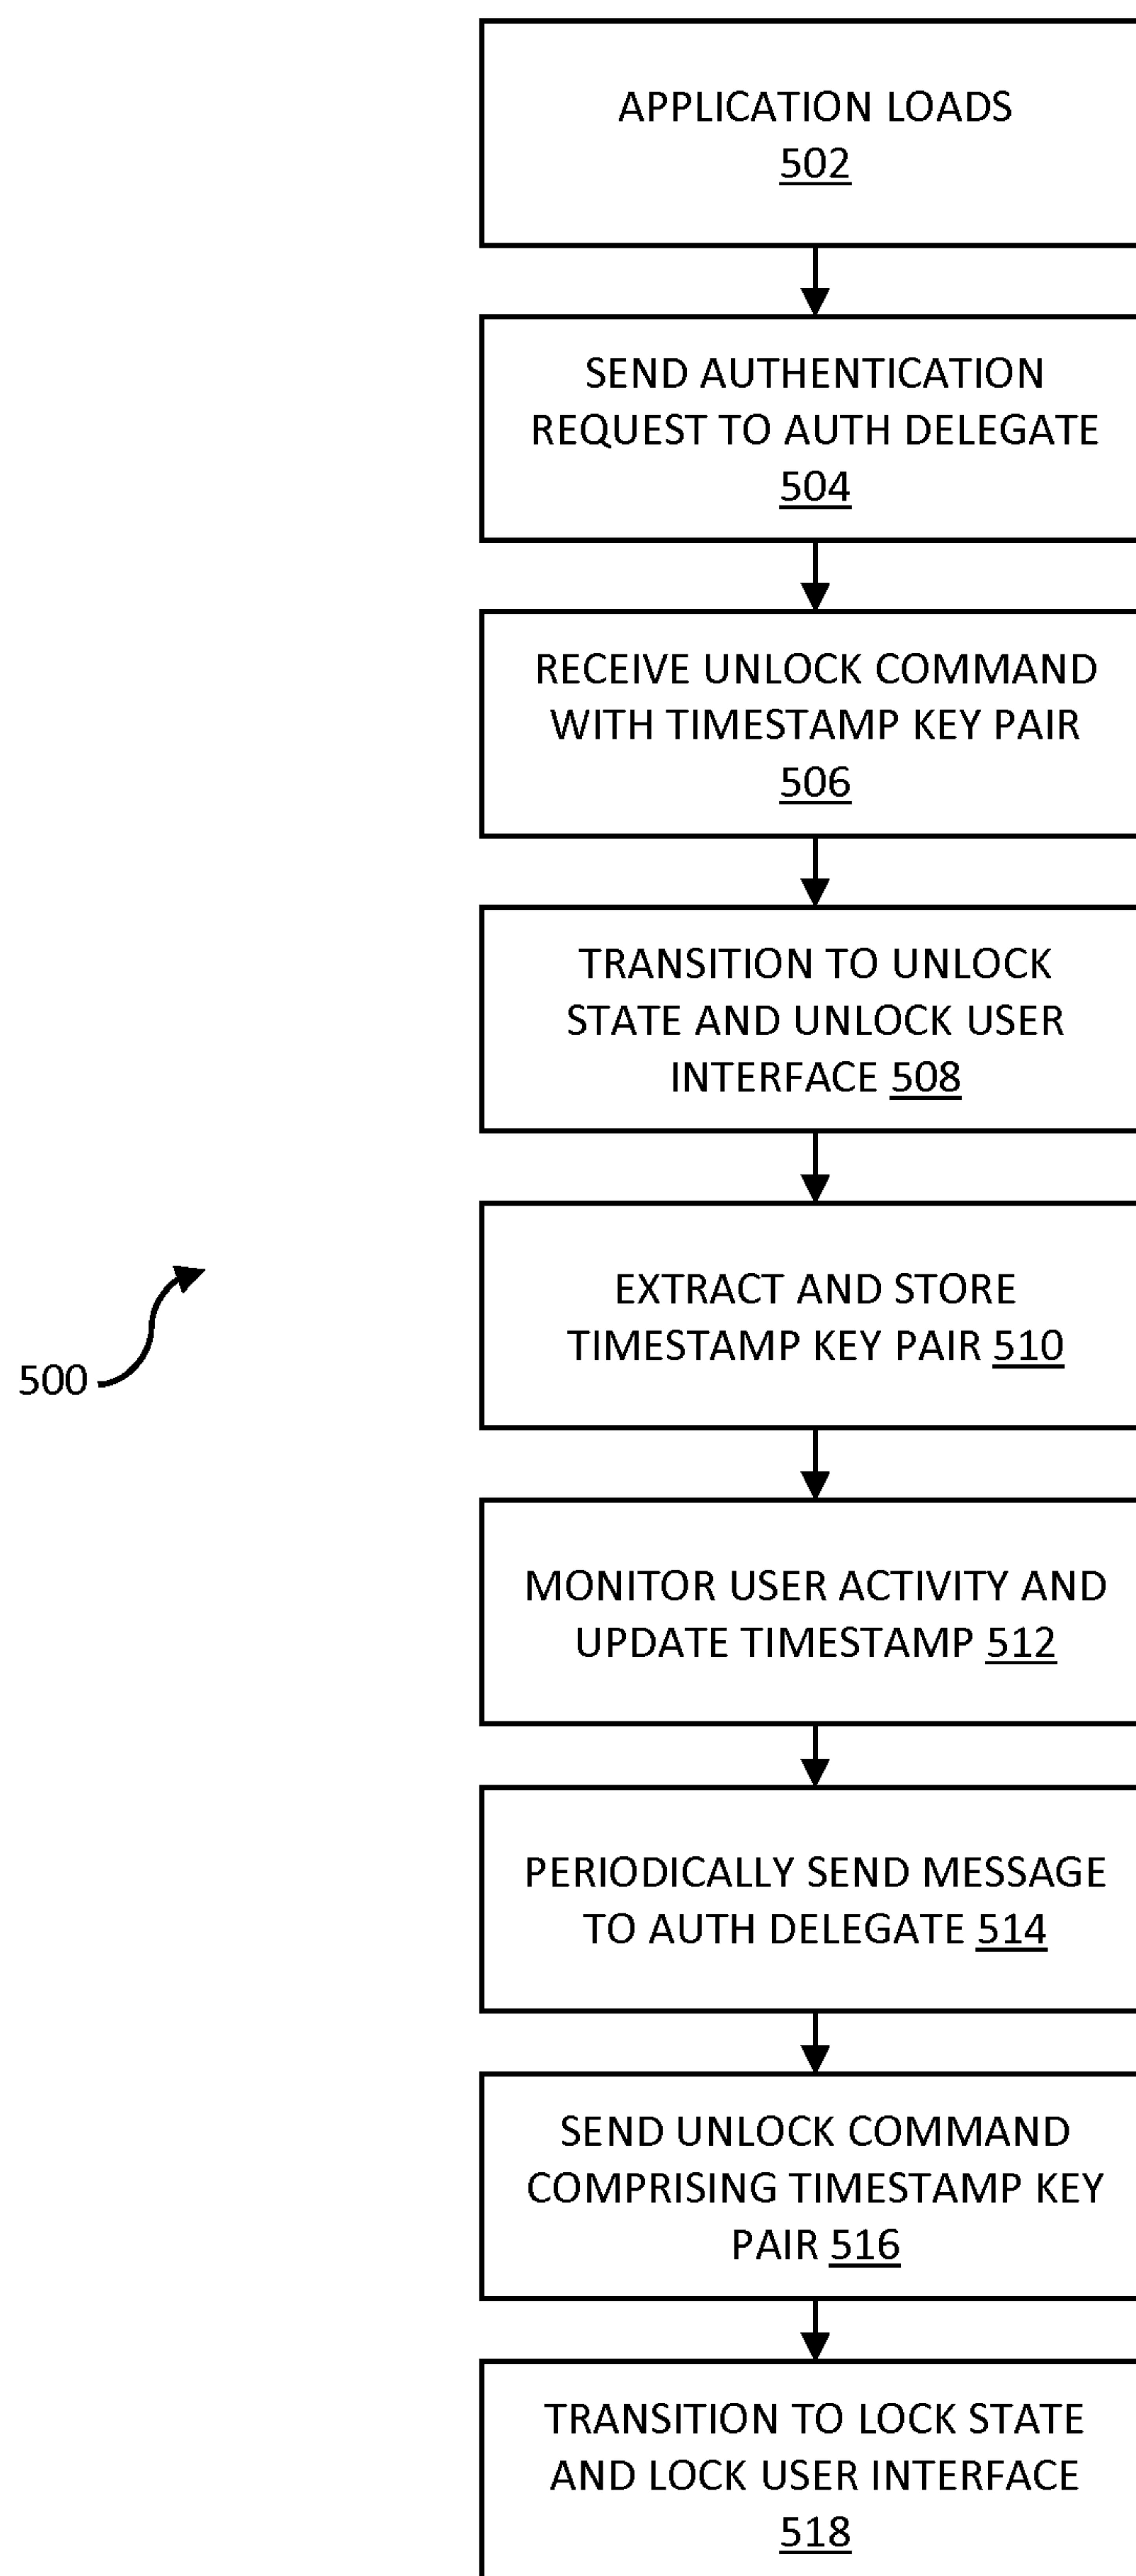 APPLICATION LOADS
502
SEND AUTHENTICATION
REQUEST TO AUTH DELEGATE
504
RECEIVE UNLOCK COMMAND
WITH TIMESTAMP KEY PAIR
506
TRANSITION TO UNLOCK
STATE AND UNLOCK USER
INTERFACE 508
EXTRACT AND STORE
TIMESTAMP KEY PAIR 510
500
MONITOR USER ACTIVITY AND
UPDATE TIMESTAMP 512
PERIODICALLY SEND MESSAGE
TO AUTH DELEGATE 514
SEND UNLOCK COMMAND
COMPRISING TIMESTAMP KEY
PAIR 516
TRANSITION TO LOCK STATE
AND LOCK USER INTERFACE
518